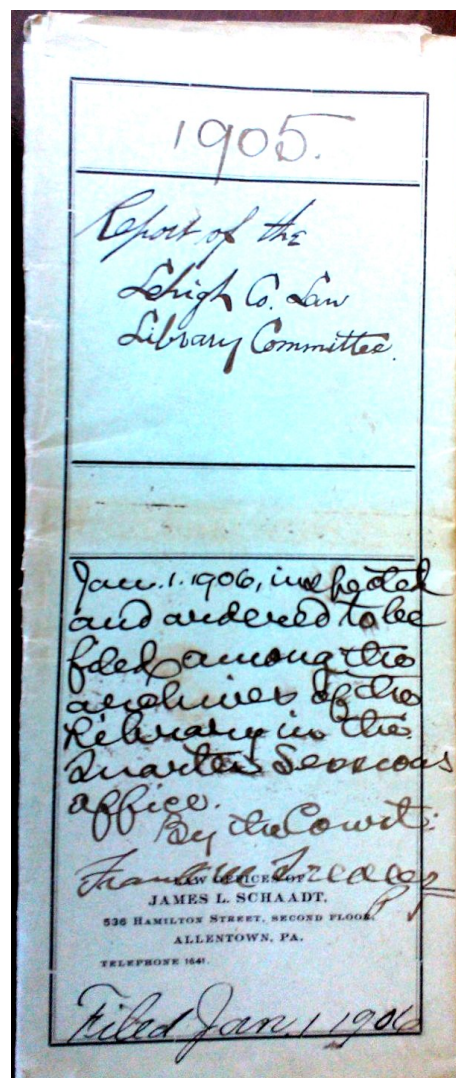 1905.
Report of the
Lehigh Co. Law
Library Committee.
Jan. 1. 1906, inspected
and ordered to be
filed among the
archives of the
Library in the
Quarter Sessions
office.
By the Court:
Frank M. Trexler
P J
LAW OFFICES OF
JAMES L. SCHAADT,
536 HAMILTON STREET, SECOND FLOOR,
ALLENTOWN, PA.
TELEPHONE 1641.
Filed Jan. 1 1906